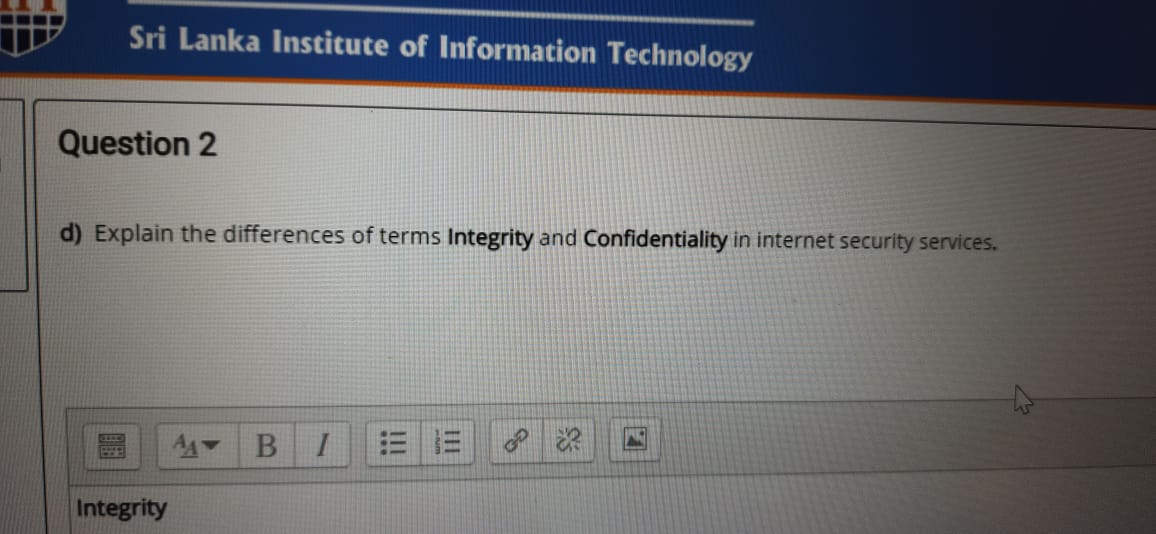 Sri Lanka Institute of Information Technology
Question 2
d) Explain the differences of terms Integrity and Confidentiality in internet security services.
B I
Integrity